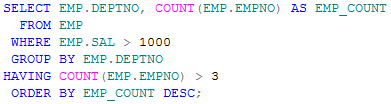 SELECT EMP.DEPTNO, COUNT(EMP.EMPNO) AS EMP_COUNT
FROM EMP
WHERE EMP.SAL > 1000
GROUP BY EMP.DEPTNO
HAVING COUNT(EMP.EMPNO) > 3
ORDER BY EMP_COUNT DESC;